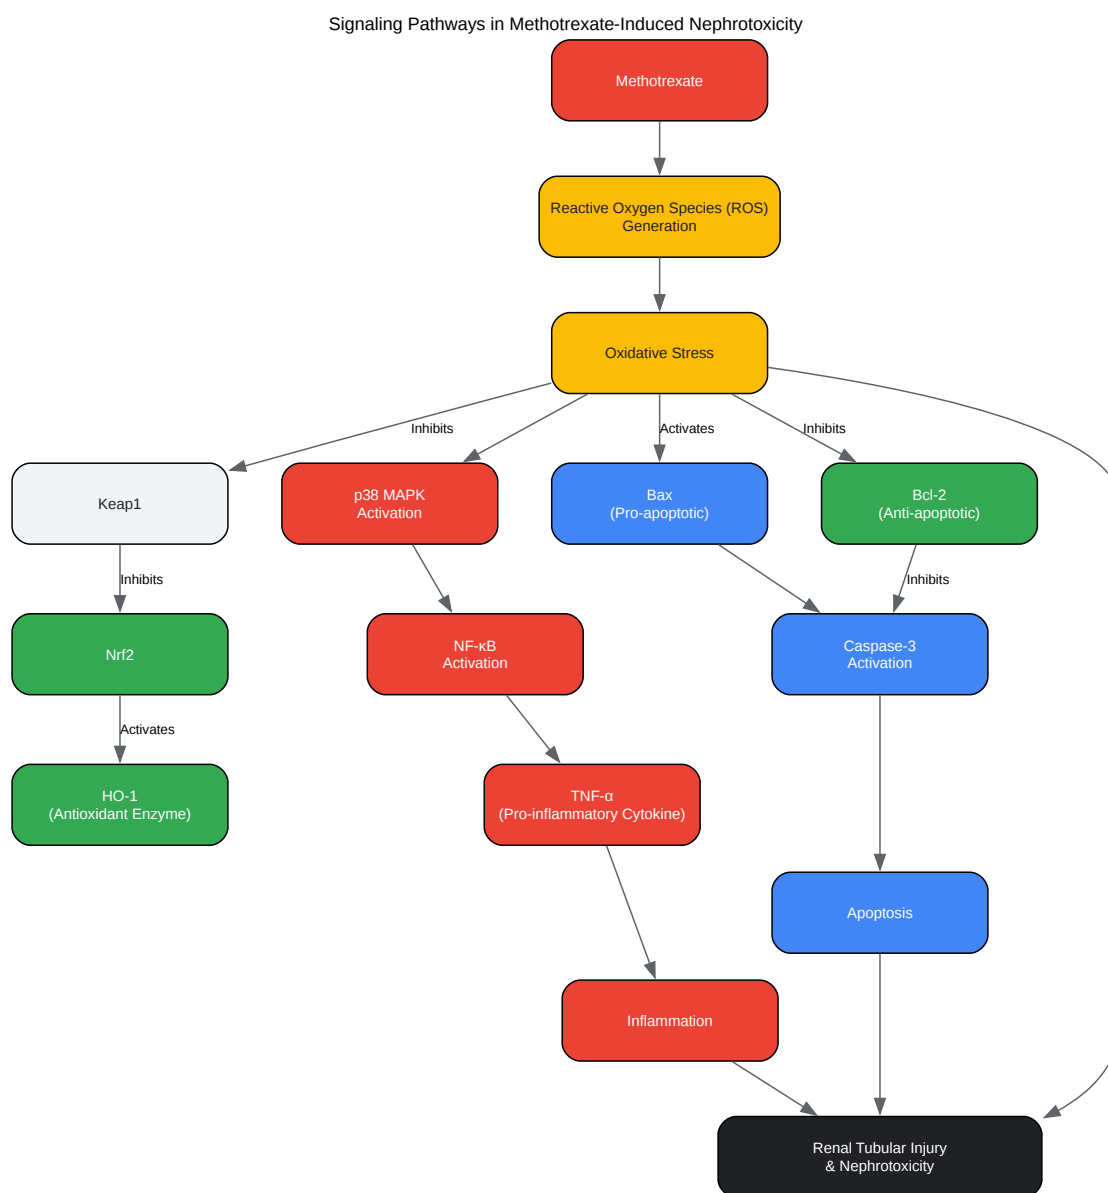 Signaling Pathways in Methotrexate-Induced Nephrotoxicity
Methotrexate
Reactive Oxygen Species (ROS)
Generation
Oxidative Stress
Inhibits
Activates
Inhibits
Keap1
p38 MAPK
Activation
Bax
(Pro-apoptotic)
Bcl-2
(Anti-apoptotic)
Inhibits
Inhibits
Nrf2
NF-κB
Activation
Caspase-3
Activation
Activates
HO-1
(Antioxidant Enzyme)
TNF-α
(Pro-inflammatory Cytokine)
Apoptosis
Inflammation
Renal Tubular Injury
& Nephrotoxicity